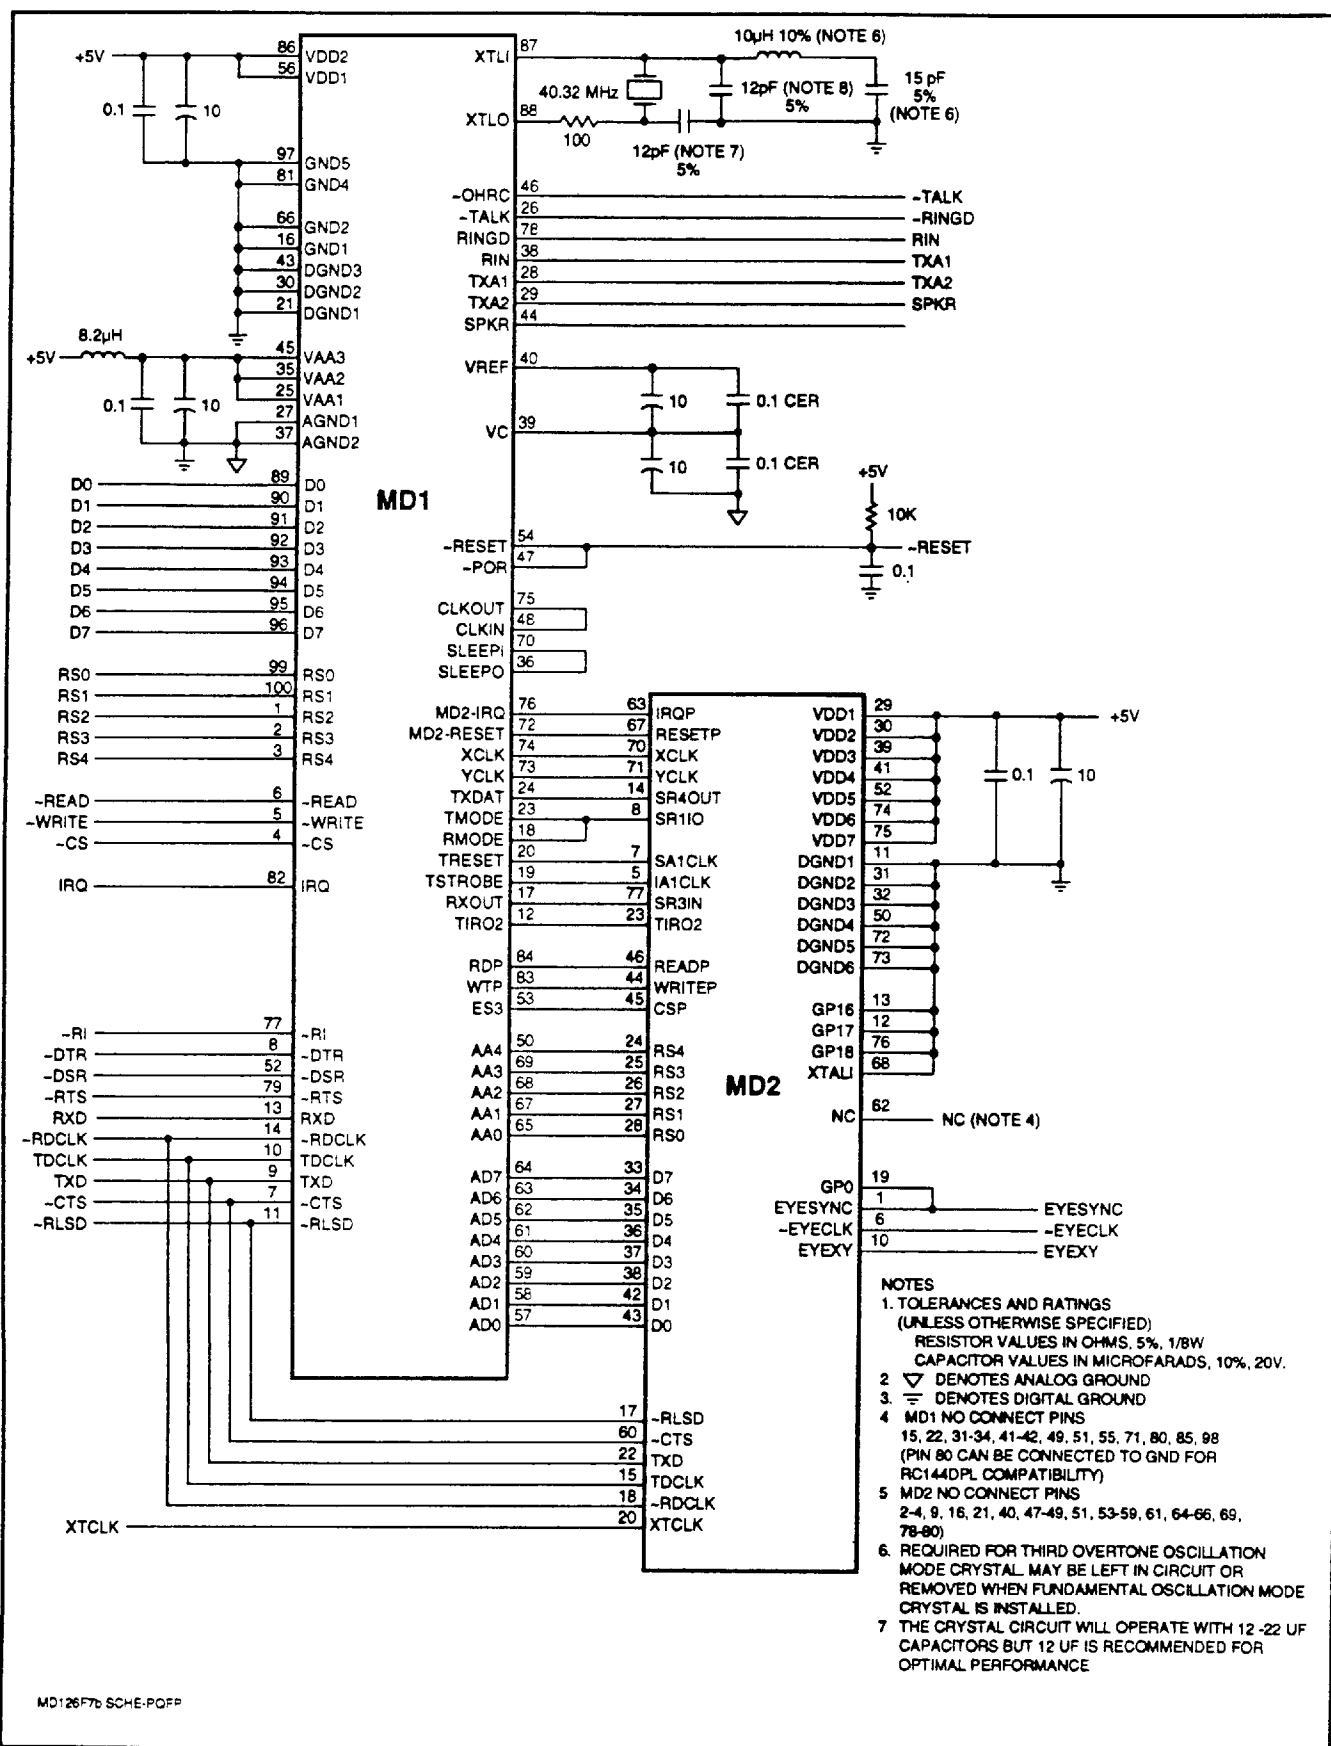 +5V
0.1
10
86 VDD2
56 VDD1
97 GND5
81 GND4
66 GND2
16 GND1
43 DGND3
30 DGND2
21 DGND1
8.2µH
+5V
0.1
10
45 VAA3
35 VAA2
25 VAA1
27 AGND1
37 AGND2
D0 89 D0
D1 90 D1
D2 91 D2
D3 92 D3
D4 93 D4
D5 94 D5
D6 95 D6
D7 96 D7
RS0 99 RS0
RS1 100 RS1
RS2 1 RS2
RS3 2 RS3
RS4 3 RS4
~READ 6 ~READ
~WRITE 5 ~WRITE
~CS 4 ~CS
IRQ 82 IRQ
~RI 77 ~RI
~DTR 8 ~DTR
~DSR 52 ~DSR
~RTS 79 ~RTS
RXD 13 RXD
~RDCLK 14 ~RDCLK
TDCLK 10 TDCLK
TXD 9 TXD
~CTS 7 ~CTS
~RLSD 11 ~RLSD
MD1
XTLI 87
XTLO 88
40.32 MHz
100
10µH 10% (NOTE 6)
12pF (NOTE 8)
5%
15 pF
5%
(NOTE 6)
12pF (NOTE 7)
5%
~OHRC 46 ~TALK
~TALK 26 ~RINGD
RINGD 78 RIN
RIN 38 TXA1
TXA1 28 TXA2
TXA2 29 SPKR
SPKR 44
VREF 40
10
0.1 CER
VC 39
10
0.1 CER
+5V
10K
~RESET 54 ~RESET
~POR 47
0.1
CLKOUT 75
CLKIN 48
SLEEPI 70
SLEEPO 36
MD2-IRQ 76 63 IRQP
MD2-RESET 72 67 RESETP
XCLK 74 70 XCLK
YCLK 73 71 YCLK
TXDAT 24 14 SR4OUT
TMODE 23 8 SR1IO
RMODE 18
TRESET 20 7 SA1CLK
TSTROBE 19 5 IA1CLK
RXOUT 17 77 SR3IN
TIRO2 12 23 TIRO2
RDP 84 46 READP
WTP 83 44 WRITEP
ES3 53 45 CSP
AA4 50 24 RS4
AA3 69 25 RS3
AA2 68 26 RS2
AA1 67 27 RS1
AA0 65 28 RS0
AD7 64 33 D7
AD6 63 34 D6
AD5 62 35 D5
AD4 61 36 D4
AD3 60 37 D3
AD2 59 38 D2
AD1 58 42 D1
AD0 57 43 D0
17 ~RLSD
60 ~CTS
22 TXD
15 TDCLK
18 ~RDCLK
XTCLK 20 XTCLK
MD2
VDD1 29 +5V
VDD2 30
VDD3 39
VDD4 41
VDD5 52
VDD6 74
VDD7 75
0.1
10
DGND1 11
DGND2 31
DGND3 32
DGND4 50
DGND5 72
DGND6 73
GP16 13
GP17 12
GP18 76
XTALI 68
NC 62 NC (NOTE 4)
GP0 19
EYESYNC 1 EYESYNC
~EYECLK 6 ~EYECLK
EYEXY 10 EYEXY
NOTES
1. TOLERANCES AND RATINGS
(UNLESS OTHERWISE SPECIFIED)
RESISTOR VALUES IN OHMS, 5%, 1/8W
CAPACITOR VALUES IN MICROFARADS, 10%, 20V.
2 DENOTES ANALOG GROUND
3. DENOTES DIGITAL GROUND
4 MD1 NO CONNECT PINS
15, 22, 31-34, 41-42, 49, 51, 55, 71, 80, 85, 98
(PIN 80 CAN BE CONNECTED TO GND FOR
RC144DPL COMPATIBILITY)
5 MD2 NO CONNECT PINS
2-4, 9, 16, 21, 40, 47-49, 51, 53-59, 61, 64-66, 69,
78-80)
6. REQUIRED FOR THIRD OVERTONE OSCILLATION
MODE CRYSTAL MAY BE LEFT IN CIRCUIT OR
REMOVED WHEN FUNDAMENTAL OSCILLATION MODE
CRYSTAL IS INSTALLED.
7 THE CRYSTAL CIRCUIT WILL OPERATE WITH 12 -22 UF
CAPACITORS BUT 12 UF IS RECOMMENDED FOR
OPTIMAL PERFORMANCE
MD126F7b SCHE-PQFP